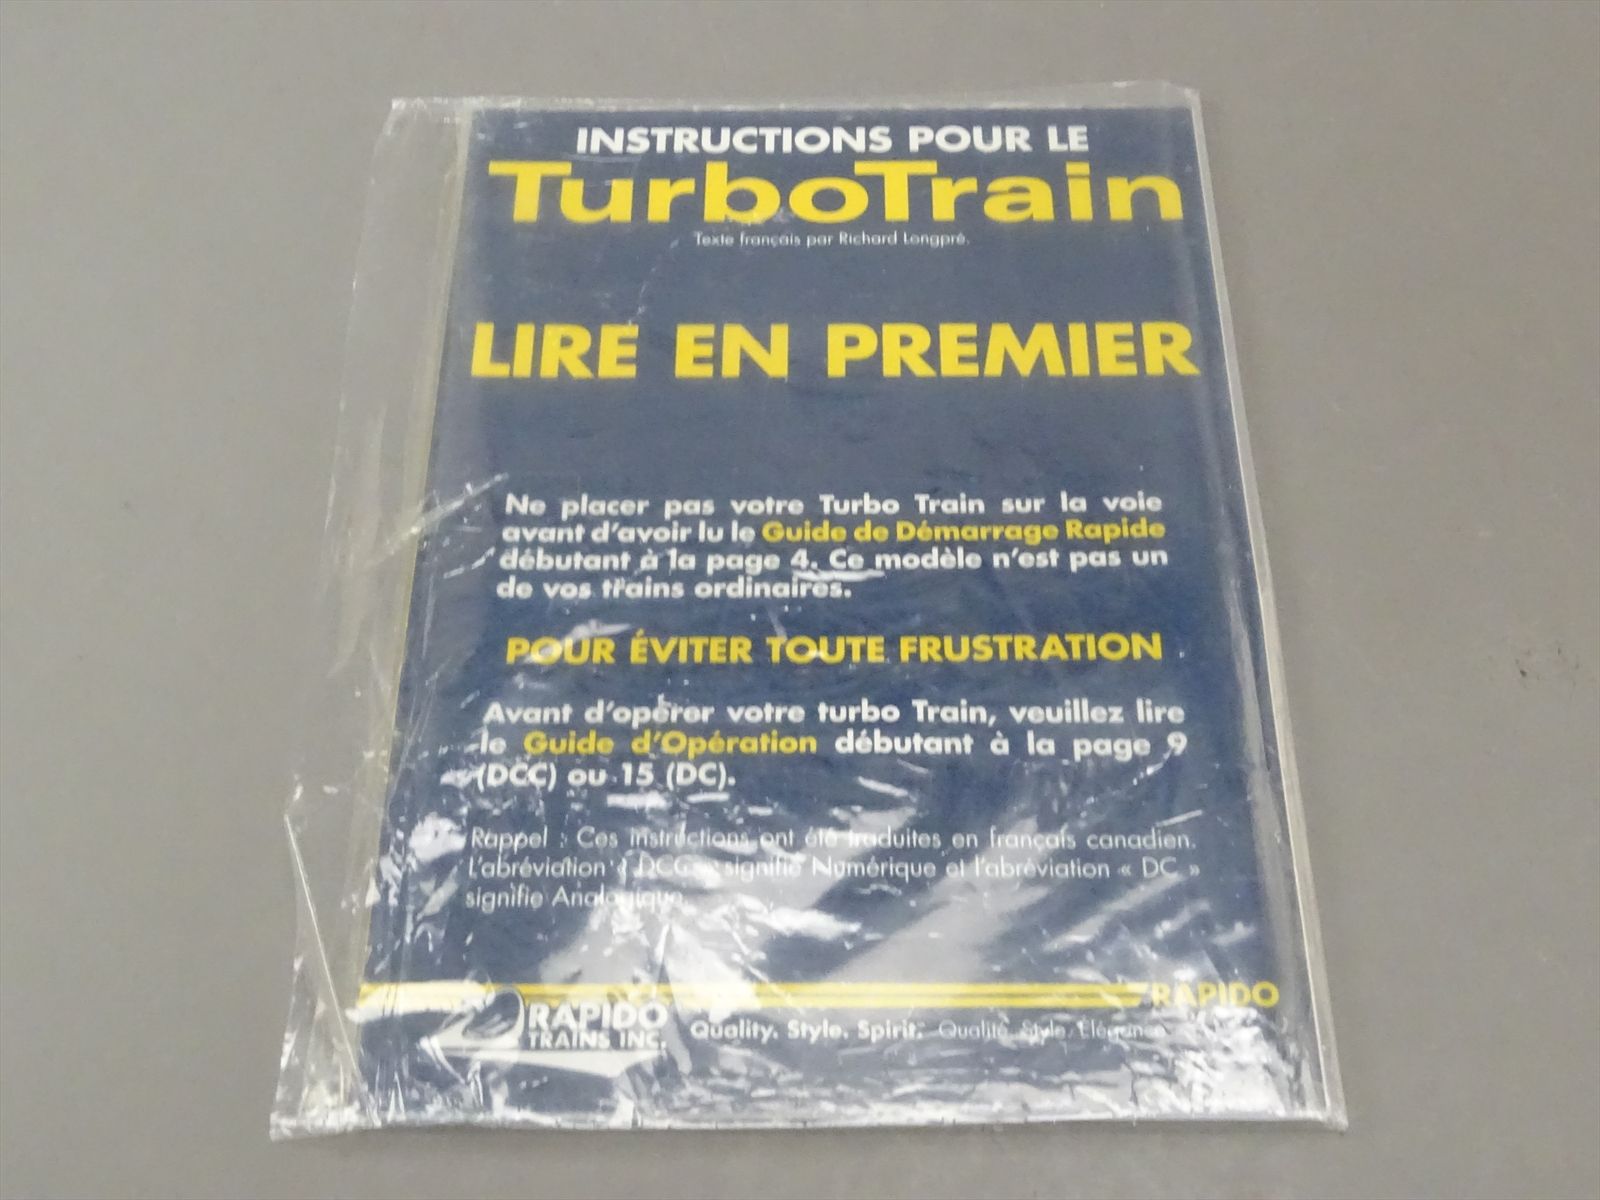 INSTRUCTIONS POUR LE
TurboTrain
Texte français par Richard Longpré.
LIRE EN PREMIER
Ne placer pas votre Turbo Train sur la voie
avant d'avoir lu le Guide de Démarrage Rapide
débutant à la page 4. Ce modèle n'est pas un
de vos trains ordinaires.
POUR ÉVITER TOUTE FRUSTRATION
Avant d'opérer votre turbo Train, veuillez lire
le Guide d'Opération débutant à la page 9
(DCC) ou 15 (DC).
Rappel : Ces instructions ont été traduites en français canadien.
L'abréviation « DCC » signifie Numérique et l'abréviation « DC »
signifie Analogique.
RAPIDO
RAPIDO
TRAINS INC.
Quality. Style. Spirit. Qualité. Style. Élégance